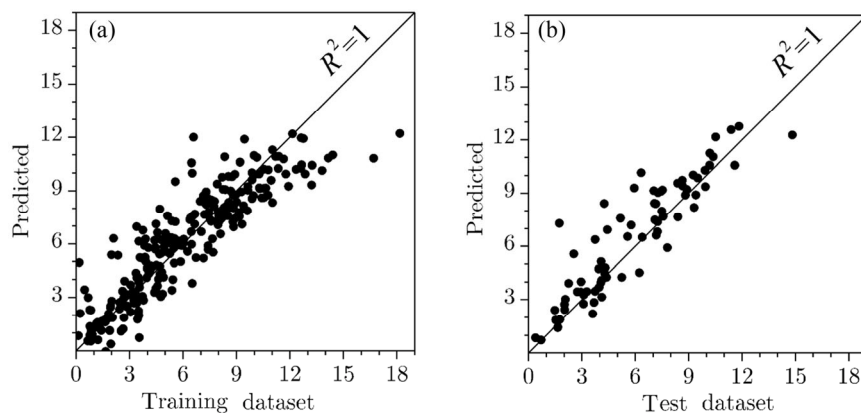 (a)
R²=1
18
15
12
9
6
3
Predicted
0 3 6 9 12 15 18
Training dataset
(b)
R²=1
18
15
12
9
6
3
0
Predicted
0 3 6 9 12 15 18
Test dataset